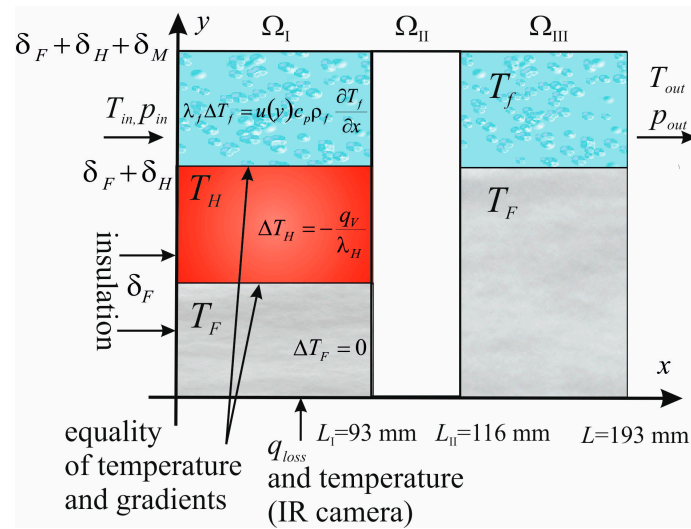 y
Ω_I
Ω_II
Ω_III
δ_F + δ_H + δ_M
T_in, p_in
λ_f ΔT_f = u(y)c_p ρ_f ∂T_f/∂x
T_f
T_out
p_out
δ_F + δ_H
T_H
T_F
ΔT_H = − q_V/λ_H
insulation
δ_F
T_F
ΔT_F = 0
x
L_I=93 mm
L_II=116 mm
L=193 mm
equality
of temperature
and gradients
q_loss
and temperature
(IR camera)